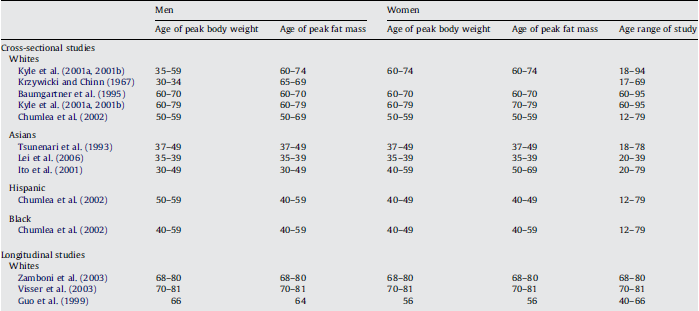 Men Women
Age of peak body weight Age of peak fat mass Age of peak body weight Age of peak fat mass Age range of study
Cross-sectional studies
Whites
Kyle et al. (2001a, 2001b) 35–59 60–74 60–74 60–74 18–94
Krzywicki and Chinn (1967) 30–34 65–69 17–69
Baumgartner et al. (1995) 60–70 60–70 60–70 60–70 60–95
Kyle et al. (2001a, 2001b) 60–79 60–79 60–79 70–79 60–95
Chumlea et al. (2002) 50–59 50–69 50–59 50–59 12–79
Asians
Tsunenari et al. (1993) 37–49 37–49 37–49 37–49 18–78
Lei et al. (2006) 35–39 35–39 35–39 35–39 20–39
Ito et al. (2001) 30–49 30–49 40–59 50–69 20–79
Hispanic
Chumlea et al. (2002) 50–59 40–59 40–49 40–49 12–79
Black
Chumlea et al. (2002) 40–59 40–59 40–49 40–59 12–79
Longitudinal studies
Whites
Zamboni et al. (2003) 68–80 68–80 68–80 68–80 68–80
Visser et al. (2003) 70–81 70–81 70–81 70–81 70–81
Guo et al. (1999) 66 64 56 56 40–66